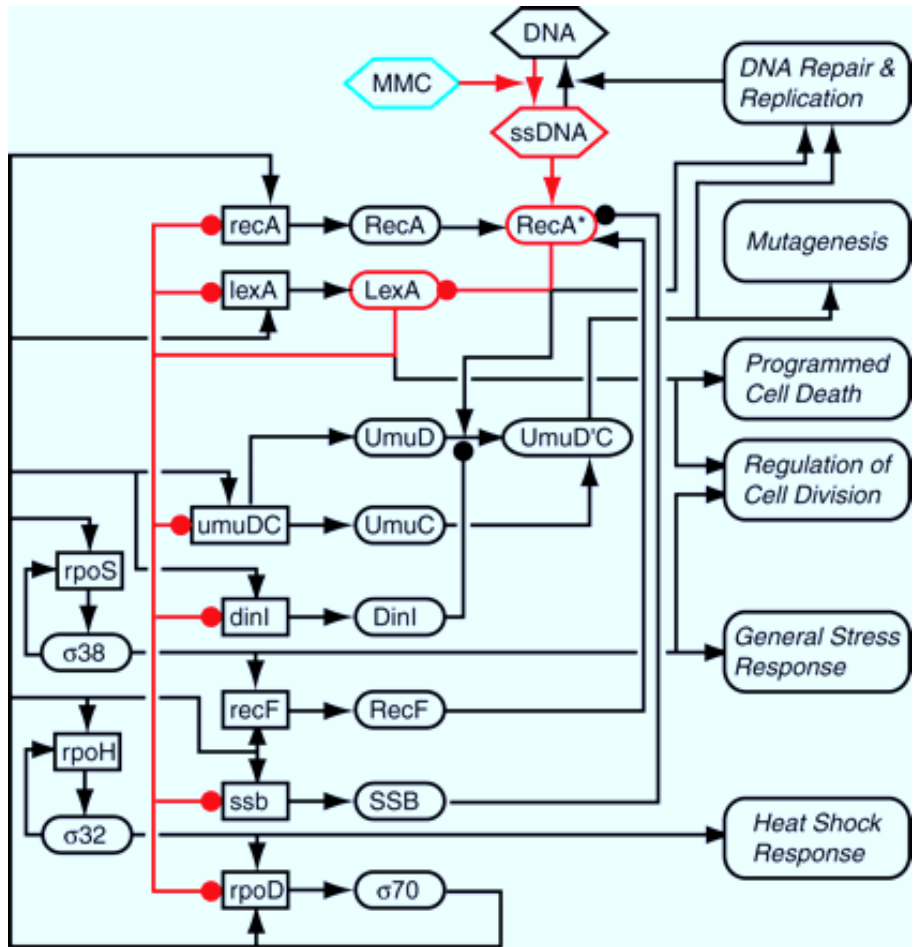 DNA
MMC
DNA Repair &
Replication
ssDNA
recA
RecA
RecA*
Mutagenesis
lexA
LexA
Programmed
Cell Death
UmuD
UmuD'C
Regulation of
Cell Division
umuDC
UmuC
rpoS
dinI
DinI
General Stress
Response
σ38
recF
RecF
rpoH
ssb
SSB
σ32
Heat Shock
Response
rpoD
σ70